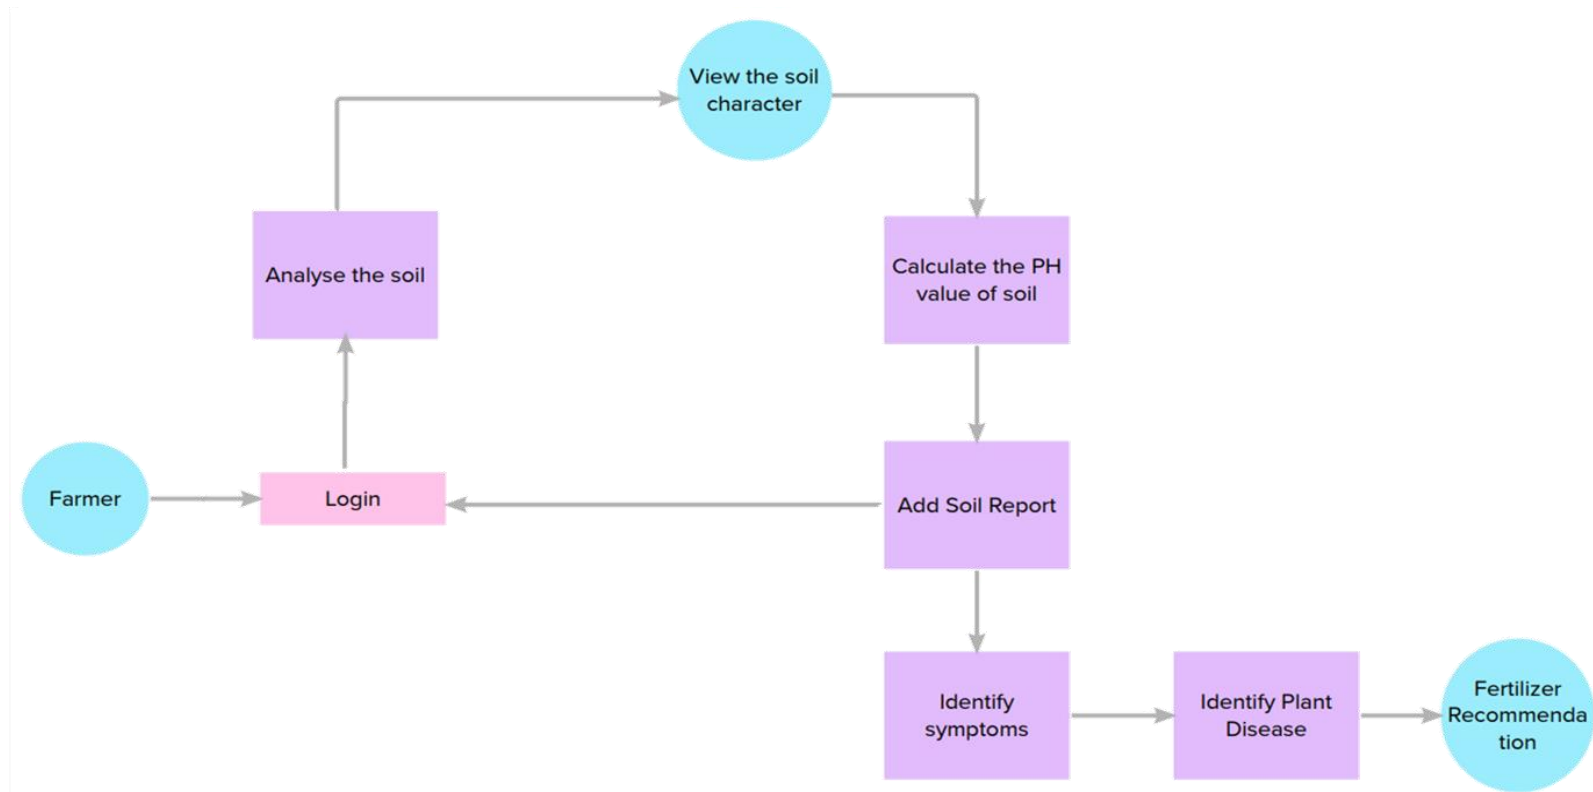 View the soil
character
Analyse the soil
Calculate the PH
value of soil
Farmer
Login
Add Soil Report
Identify
symptoms
Identify Plant
Disease
Fertilizer
Recommenda
tion